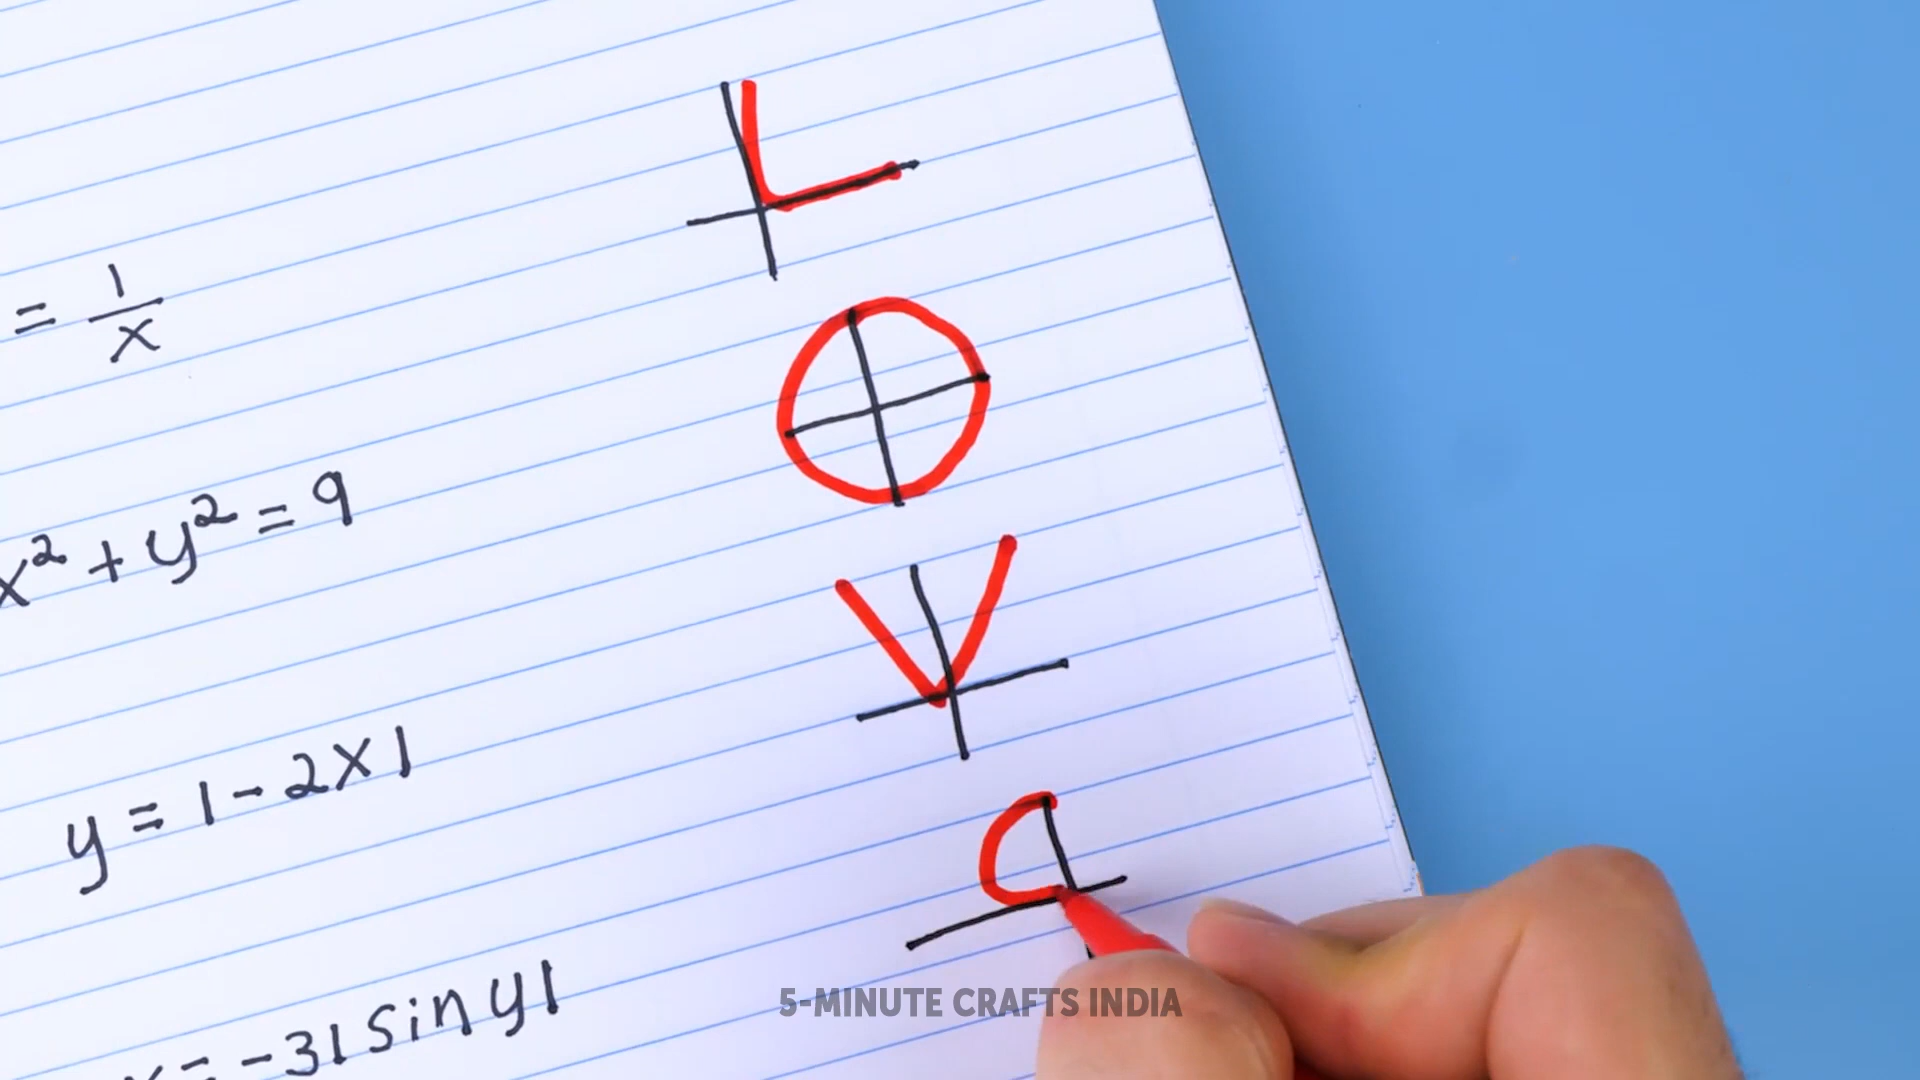 = 1/x
x² + y² = 9
y = 1 - 2x1
= -31 sin y1
5-MINUTE CRAFTS INDIA